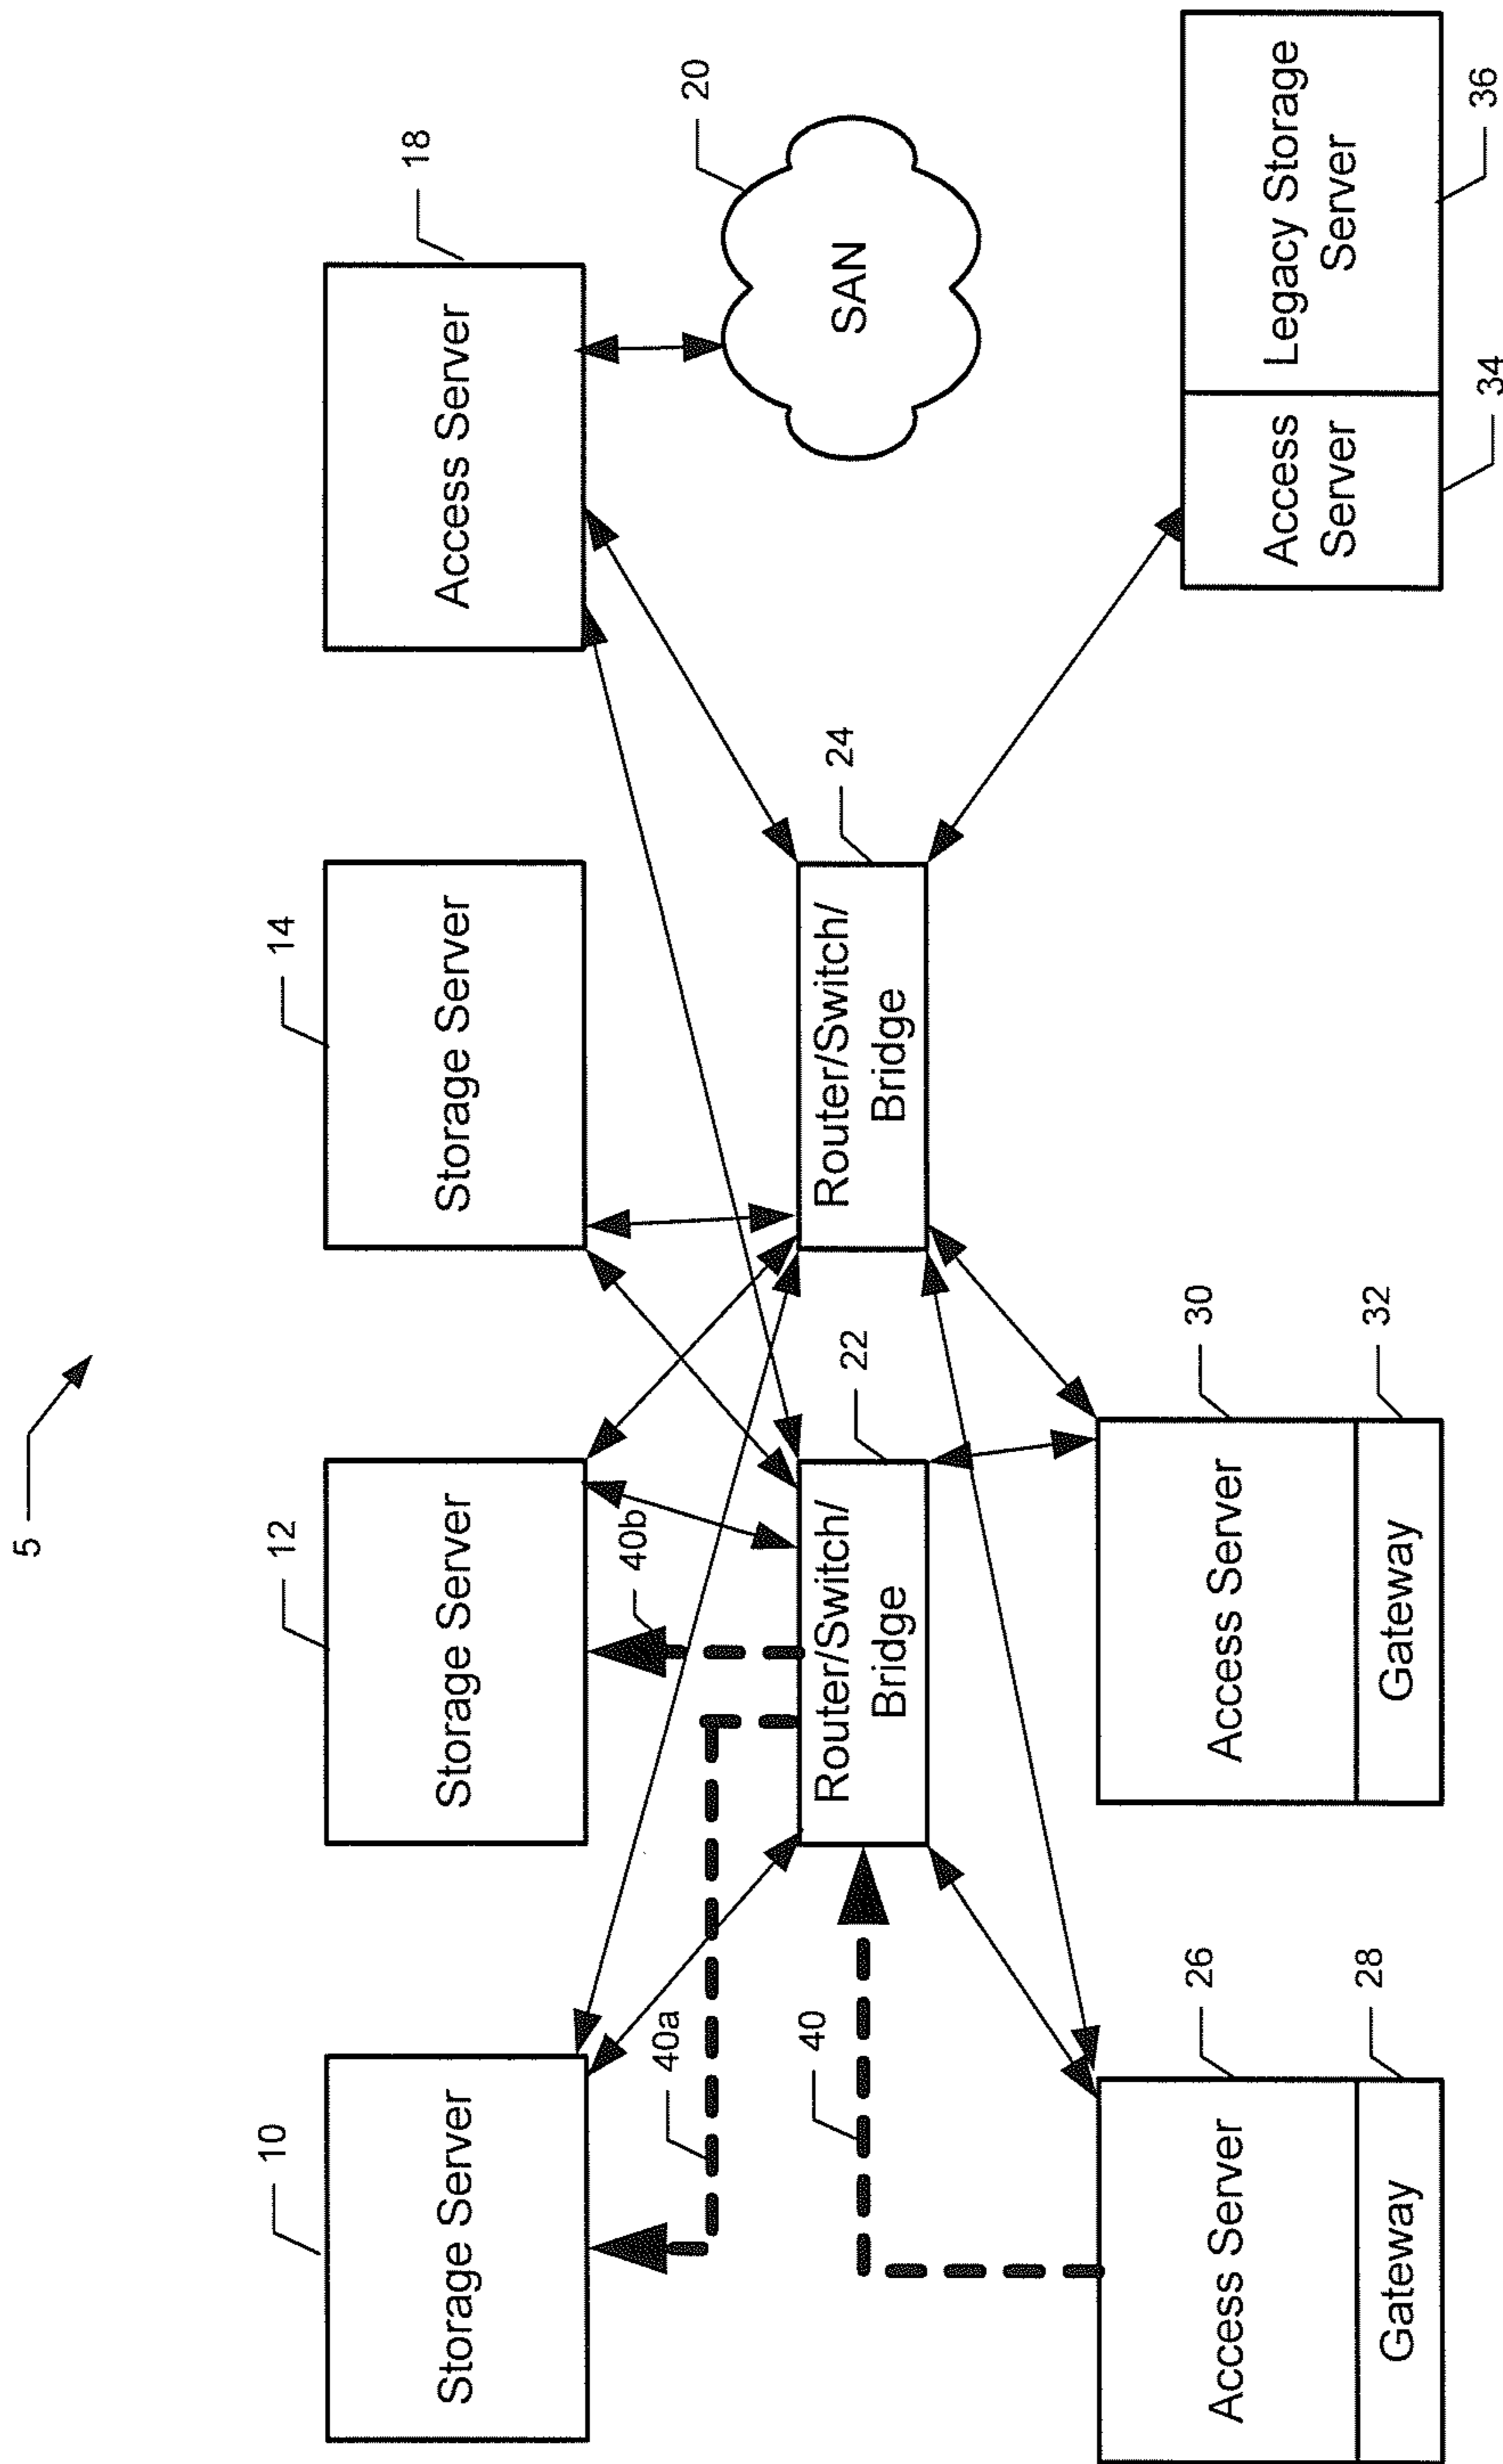 5
10
12
14
18
Storage Server
Storage Server
Storage Server
Access Server
40a
40b
20
SAN
40
22
24
Router/Switch/
Bridge
Router/Switch/
Bridge
26
30
Access Server
Access Server
Access
Server
Legacy Storage
Server
28
32
Gateway
Gateway
34
36